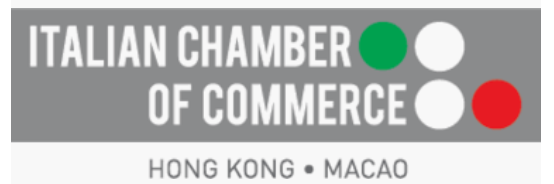 ITALIAN CHAMBER
OF COMMERCE
HONG KONG • MACAO